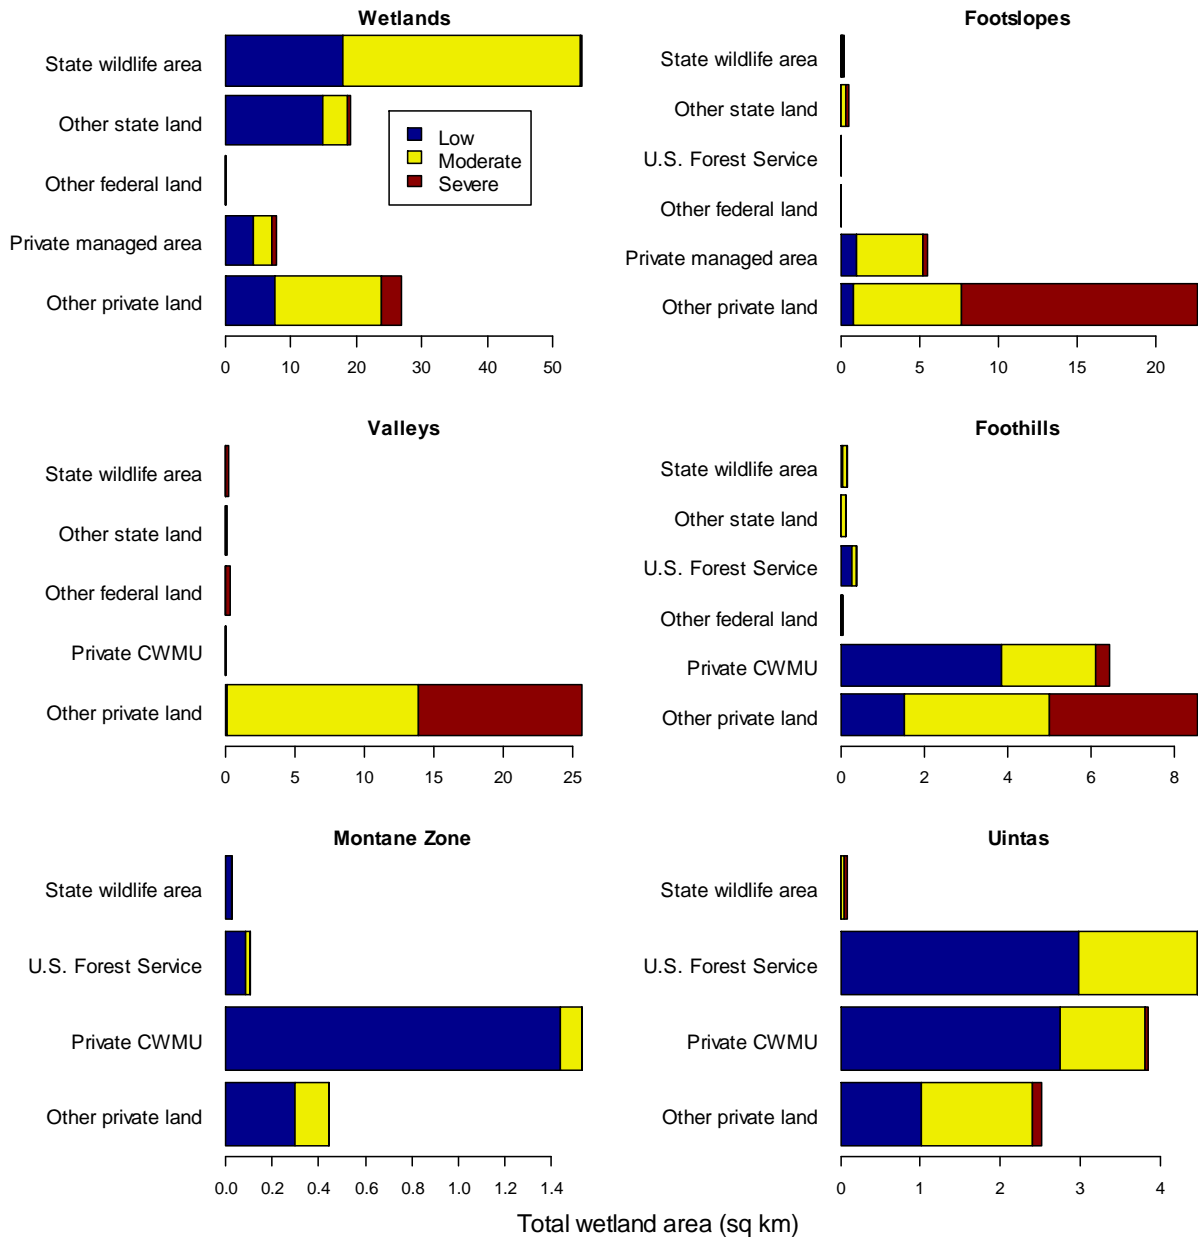 Wetlands
State wildlife area
Other state land
Other federal land
Private managed area
Other private land
0 10 20 30 40 50
Low
Moderate
Severe
Footslopes
State wildlife area
Other state land
U.S. Forest Service
Other federal land
Private managed area
Other private land
0 5 10 15 20
Valleys
State wildlife area
Other state land
Other federal land
Private CWMU
Other private land
0 5 10 15 20 25
Foothills
State wildlife area
Other state land
U.S. Forest Service
Other federal land
Private CWMU
Other private land
0 2 4 6 8
Montane Zone
State wildlife area
U.S. Forest Service
Private CWMU
Other private land
0.0 0.2 0.4 0.6 0.8 1.0 1.2 1.4
Uintas
State wildlife area
U.S. Forest Service
Private CWMU
Other private land
0 1 2 3 4
Total wetland area (sq km)